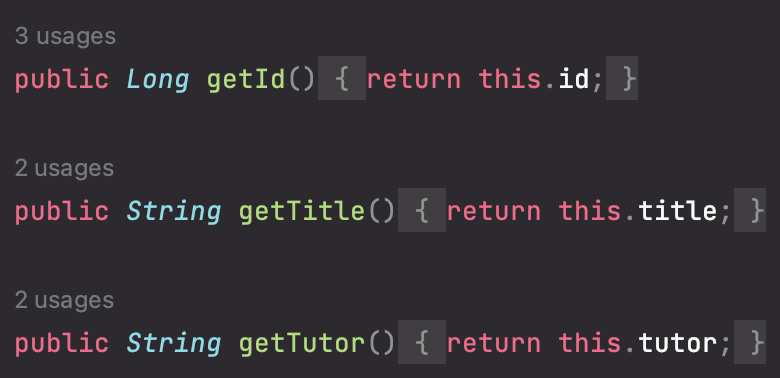 3 usages
public Long getId() { return this.id; }
2 usages
public String getTitle() { return this.title; }
2 usages
public String getTutor() { return this.tutor; }